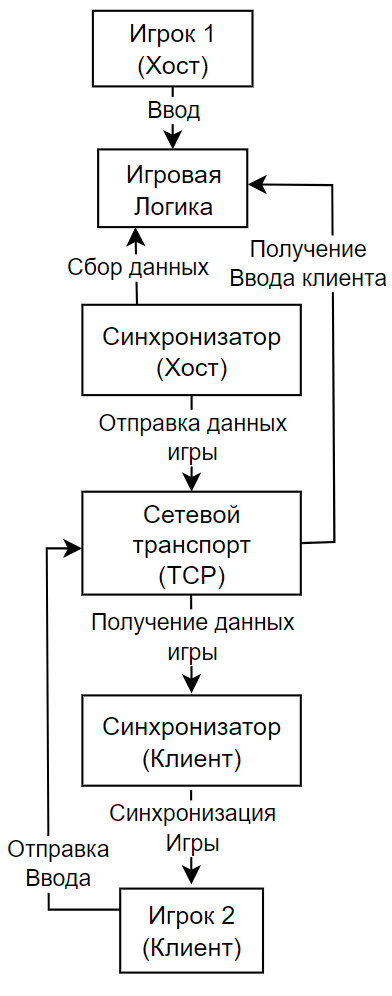 Игрок 1
(Хост)
Ввод
Игровая
Логика
Получение
Ввода клиента
Сбор данных
Синхронизатор
(Хост)
Отправка данных
игры
Сетевой
транспорт
(TCP)
Получение данных
игры
Синхронизатор
(Клиент)
Синхронизация
Игры
Отправка
Ввода
Игрок 2
(Клиент)